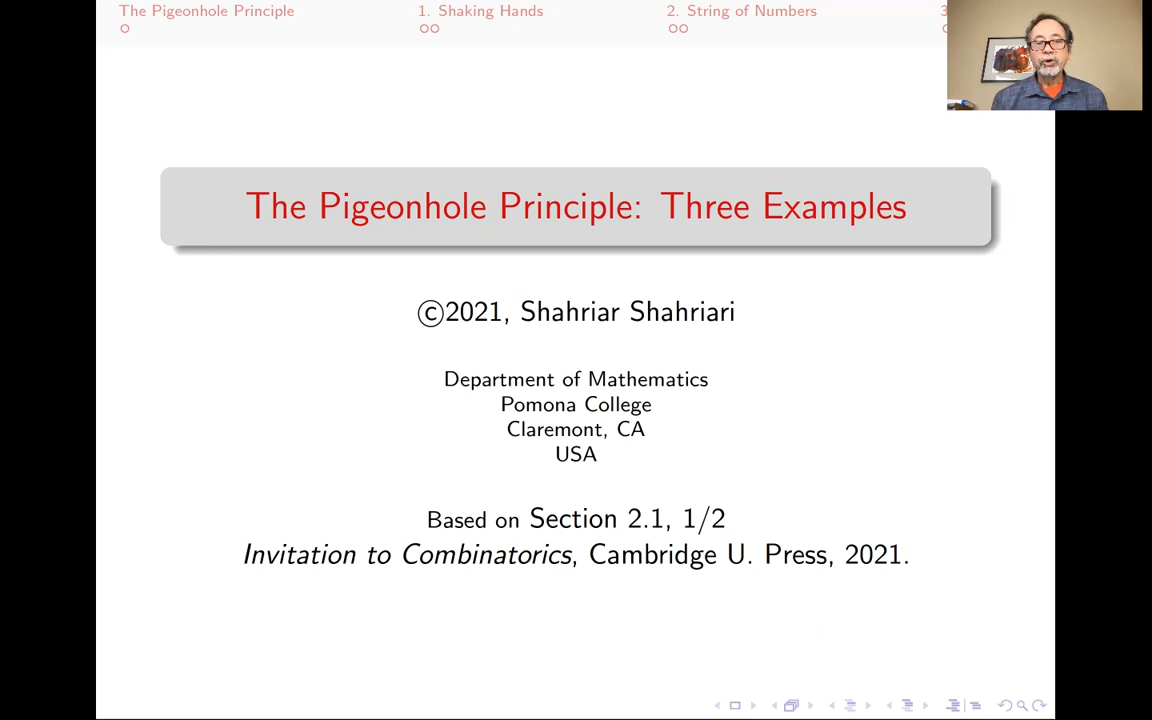 The Pigeonhole Principle
1. Shaking Hands
2. String of Numbers
3
The Pigeonhole Principle: Three Examples
©2021, Shahriar Shahriari
Department of Mathematics
Pomona College
Claremont, CA
USA
Based on Section 2.1, 1/2
Invitation to Combinatorics, Cambridge U. Press, 2021.